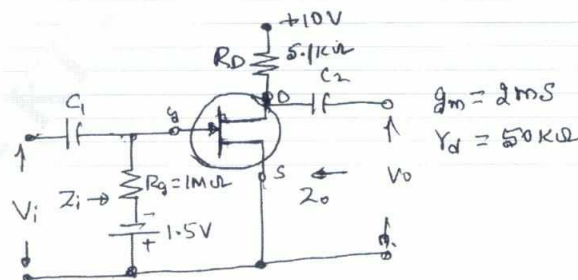 +10V
RD 5.1KΩ
C2
D
C1
g
gm = 2mS
rd = 50KΩ
S
Rg = 1MΩ
Zi →
Zo ←
Vi
Vo
-
+ 1.5V